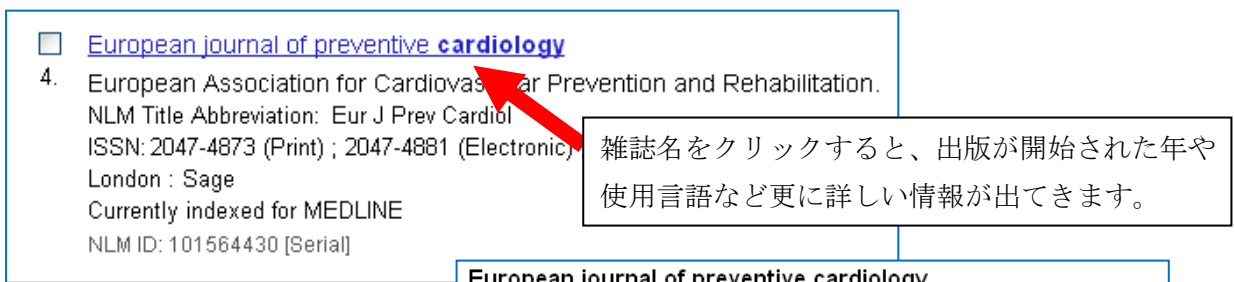 European journal of preventive cardiology
4. European Association for Cardiovascular Prevention and Rehabilitation.
NLM Title Abbreviation: Eur J Prev Cardiol
ISSN: 2047-4873 (Print) ; 2047-4881 (Electronic)
London : Sage
Currently indexed for MEDLINE
NLM ID: 101564430 [Serial]
雑誌名をクリックすると、出版が開始された年や
使用言語など更に詳しい情報が出てきます。
European journal of preventive cardiology